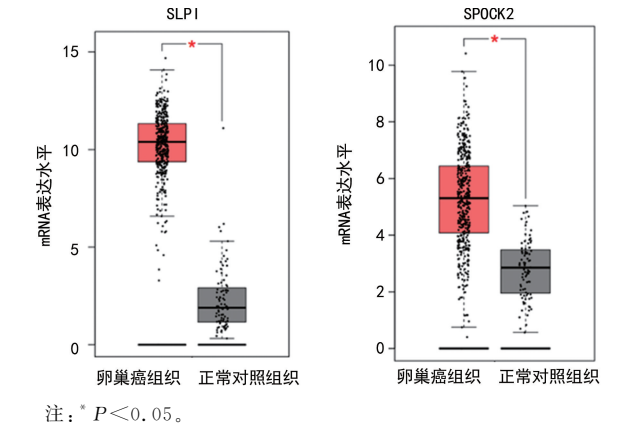 SLPI
SPOCK2
*
*
15
10
5
0
10
8
6
4
2
0
mRNA表达水平
mRNA表达水平
卵巢癌组织
正常对照组织
卵巢癌组织
正常对照组织
注:* P＜0.05。